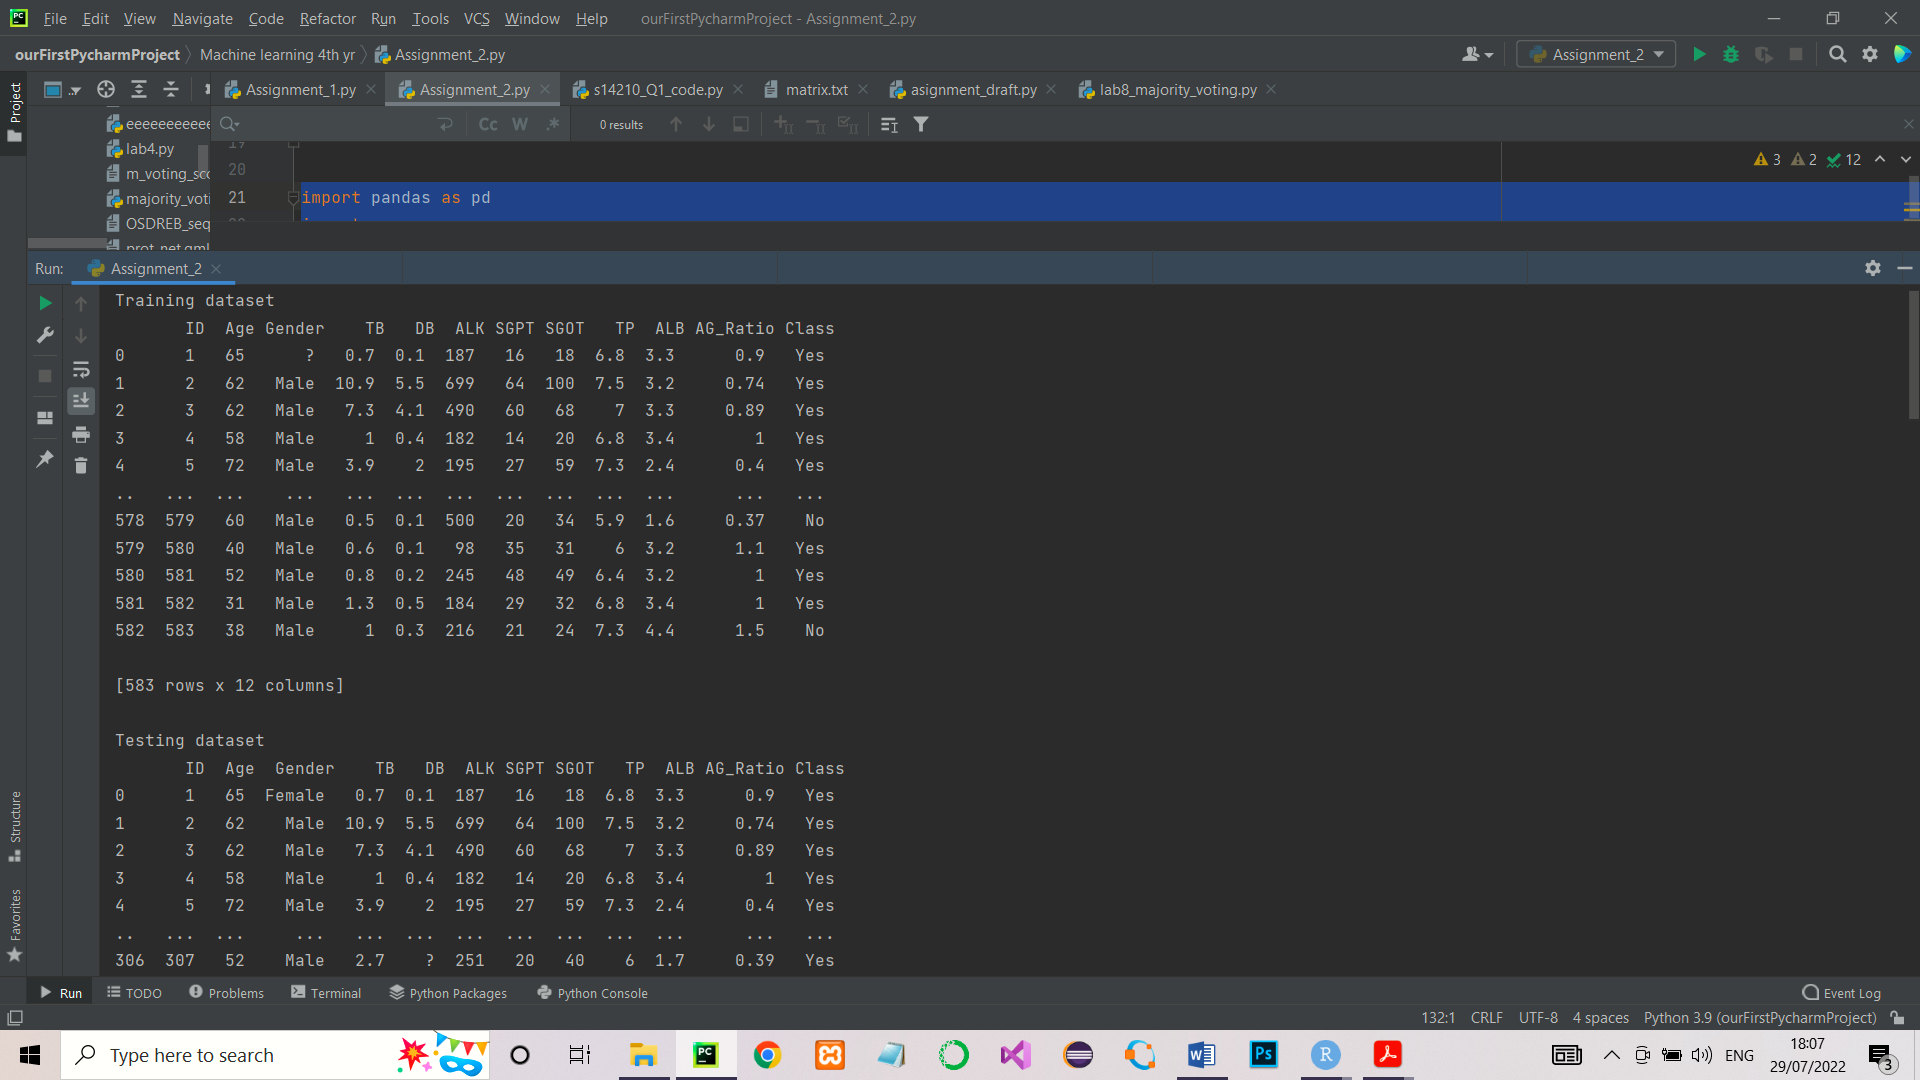 File Edit View Navigate Code Refactor Run Tools VCS Window Help ourFirstPycharmProject - Assignment_2.py
ourFirstPycharmProject Machine learning 4th yr Assignment_2.py Assignment_2
Project
Assignment_1.py Assignment_2.py s14210_Q1_code.py matrix.txt asignment_draft.py lab8_majority_voting.py
eeeeeeeeeee
Cc W .* 0 results
lab4.py
m_voting_sco
majority_voti
OSDREB_seq
prot_net.gml
19
20
3 2 12
21 import pandas as pd
Run: Assignment_2
Training dataset
ID Age Gender TB DB ALK SGPT SGOT TP ALB AG_Ratio Class
0 1 65 ? 0.7 0.1 187 16 18 6.8 3.3 0.9 Yes
1 2 62 Male 10.9 5.5 699 64 100 7.5 3.2 0.74 Yes
2 3 62 Male 7.3 4.1 490 60 68 7 3.3 0.89 Yes
3 4 58 Male 1 0.4 182 14 20 6.8 3.4 1 Yes
4 5 72 Male 3.9 2 195 27 59 7.3 2.4 0.4 Yes
.. ... ... ... ... ... ... ... ... ... ... ... ...
578 579 60 Male 0.5 0.1 500 20 34 5.9 1.6 0.37 No
579 580 40 Male 0.6 0.1 98 35 31 6 3.2 1.1 Yes
580 581 52 Male 0.8 0.2 245 48 49 6.4 3.2 1 Yes
581 582 31 Male 1.3 0.5 184 29 32 6.8 3.4 1 Yes
582 583 38 Male 1 0.3 216 21 24 7.3 4.4 1.5 No
[583 rows x 12 columns]
Testing dataset
ID Age Gender TB DB ALK SGPT SGOT TP ALB AG_Ratio Class
0 1 65 Female 0.7 0.1 187 16 18 6.8 3.3 0.9 Yes
1 2 62 Male 10.9 5.5 699 64 100 7.5 3.2 0.74 Yes
2 3 62 Male 7.3 4.1 490 60 68 7 3.3 0.89 Yes
3 4 58 Male 1 0.4 182 14 20 6.8 3.4 1 Yes
4 5 72 Male 3.9 2 195 27 59 7.3 2.4 0.4 Yes
.. ... ... ... ... ... ... ... ... ... ... ... ...
306 307 52 Male 2.7 ? 251 20 40 6 1.7 0.39 Yes
Structure
Favorites
Run TODO Problems Terminal Python Packages Python Console Event Log
132:1 CRLF UTF-8 4 spaces Python 3.9 (ourFirstPycharmProject)
Type here to search
PC
Ps
R
ENG
18:07
29/07/2022
3